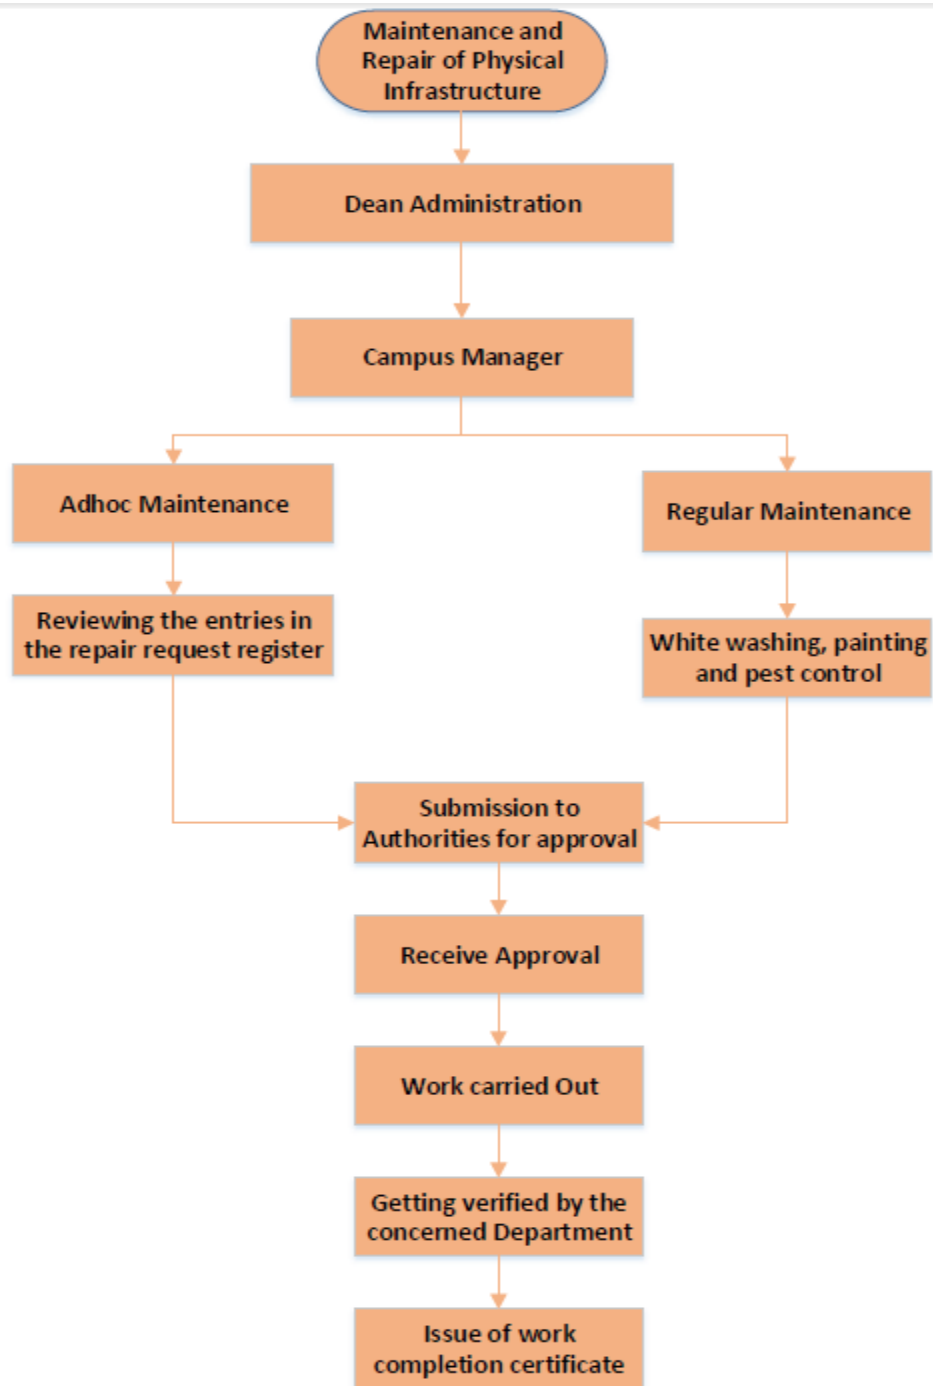 Maintenance and
Repair of Physical
Infrastructure
Dean Administration
Campus Manager
Adhoc Maintenance
Regular Maintenance
Reviewing the entries in
the repair request register
White washing, painting
and pest control
Submission to
Authorities for approval
Receive Approval
Work carried Out
Getting verified by the
concerned Department
Issue of work
completion certificate